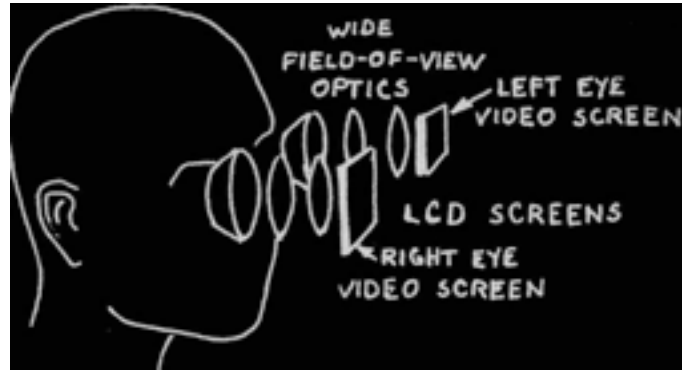 WIDE
FIELD-OF-VIEW
OPTICS
LEFT EYE
VIDEO SCREEN
LCD SCREENS
RIGHT EYE
VIDEO SCREEN